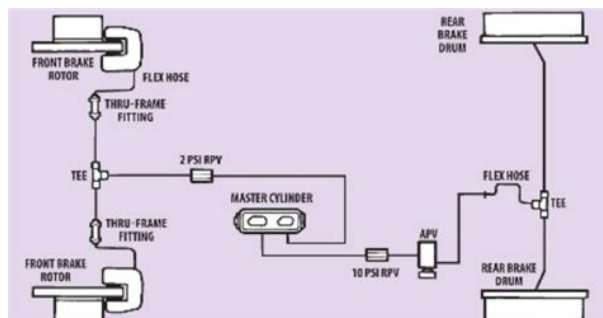 FRONT BRAKE
ROTOR
FLEX HOSE
THRU-FRAME
FITTING
TEE
2 PSI RPV
THRU-FRAME
FITTING
FRONT BRAKE
ROTOR
MASTER CYLINDER
10 PSI RPV
APV
REAR
BRAKE
DRUM
FLEX HOSE
TEE
REAR BRAKE
DRUM